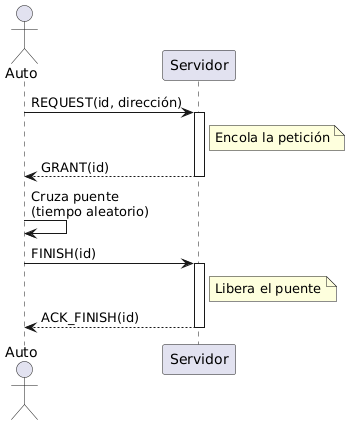 Auto
Servidor
REQUEST(id, dirección)
Encola la petición
GRANT(id)
Cruza puente
(tiempo aleatorio)
FINISH(id)
Libera el puente
ACK_FINISH(id)
Auto
Servidor